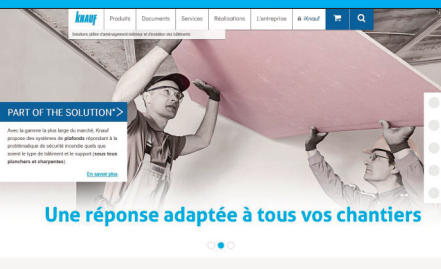 KNAUF Produits Documents Services Réalisations L'entreprise iKnauf
Solutions plâtre d'aménagement intérieur et d'isolation des bâtiments
PART OF THE SOLUTION*>
Avec la gamme la plus large du marché, Knauf
propose des systèmes de plafonds répondant à la
problématique de sécurité incendie quels que
soient le type de bâtiment et le support (sous tous
planchers et charpentes).
En savoir plus
Une réponse adaptée à tous vos chantiers